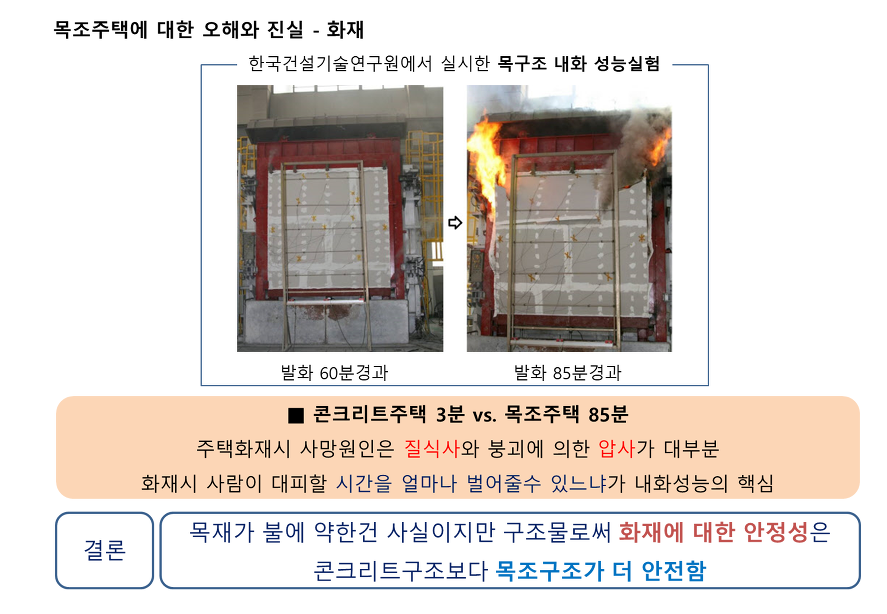 목조주택에 대한 오해와 진실 - 화재
한국건설기술연구원에서 실시한 목구조 내화 성능실험
발화 60분경과
발화 85분경과
■ 콘크리트주택 3분 vs. 목조주택 85분
주택화재시 사망원인은 질식사와 붕괴에 의한 압사가 대부분
화재시 사람이 대피할 시간을 얼마나 벌어줄수 있느냐가 내화성능의 핵심
결론
목재가 불에 약한건 사실이지만 구조물로써 화재에 대한 안정성은
콘크리트구조보다 목조구조가 더 안전함